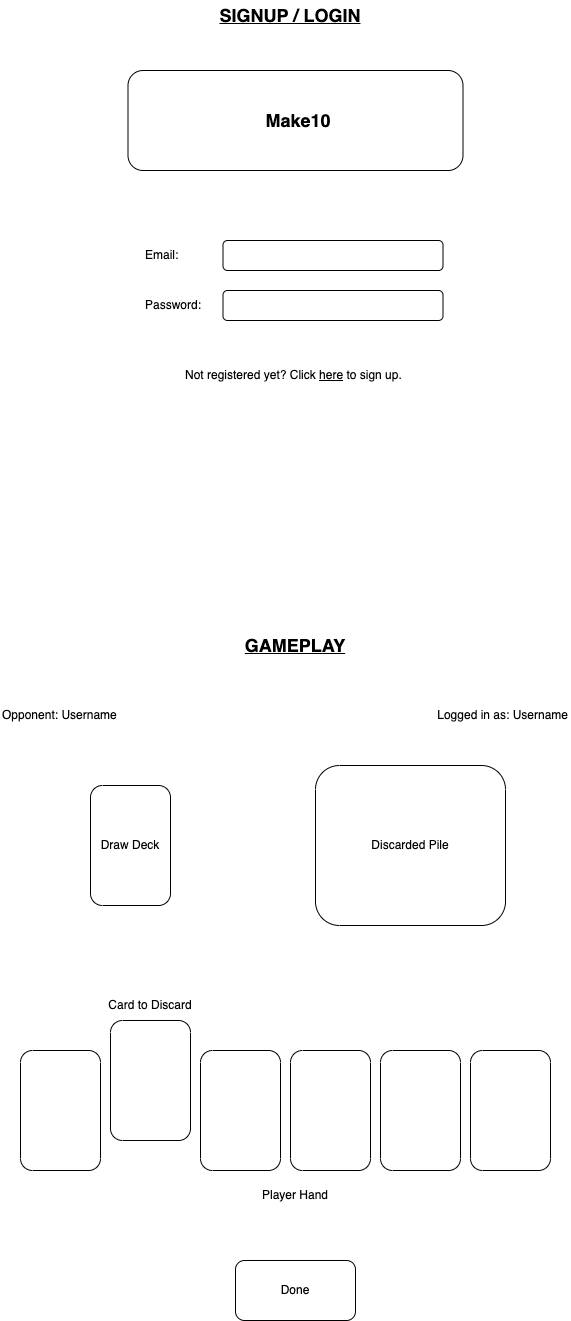 SIGNUP / LOGIN
Make10
Email:
Password:
Not registered yet? Click here to sign up.
GAMEPLAY
Opponent: Username
Logged in as: Username
Draw Deck
Discarded Pile
Card to Discard
Player Hand
Done